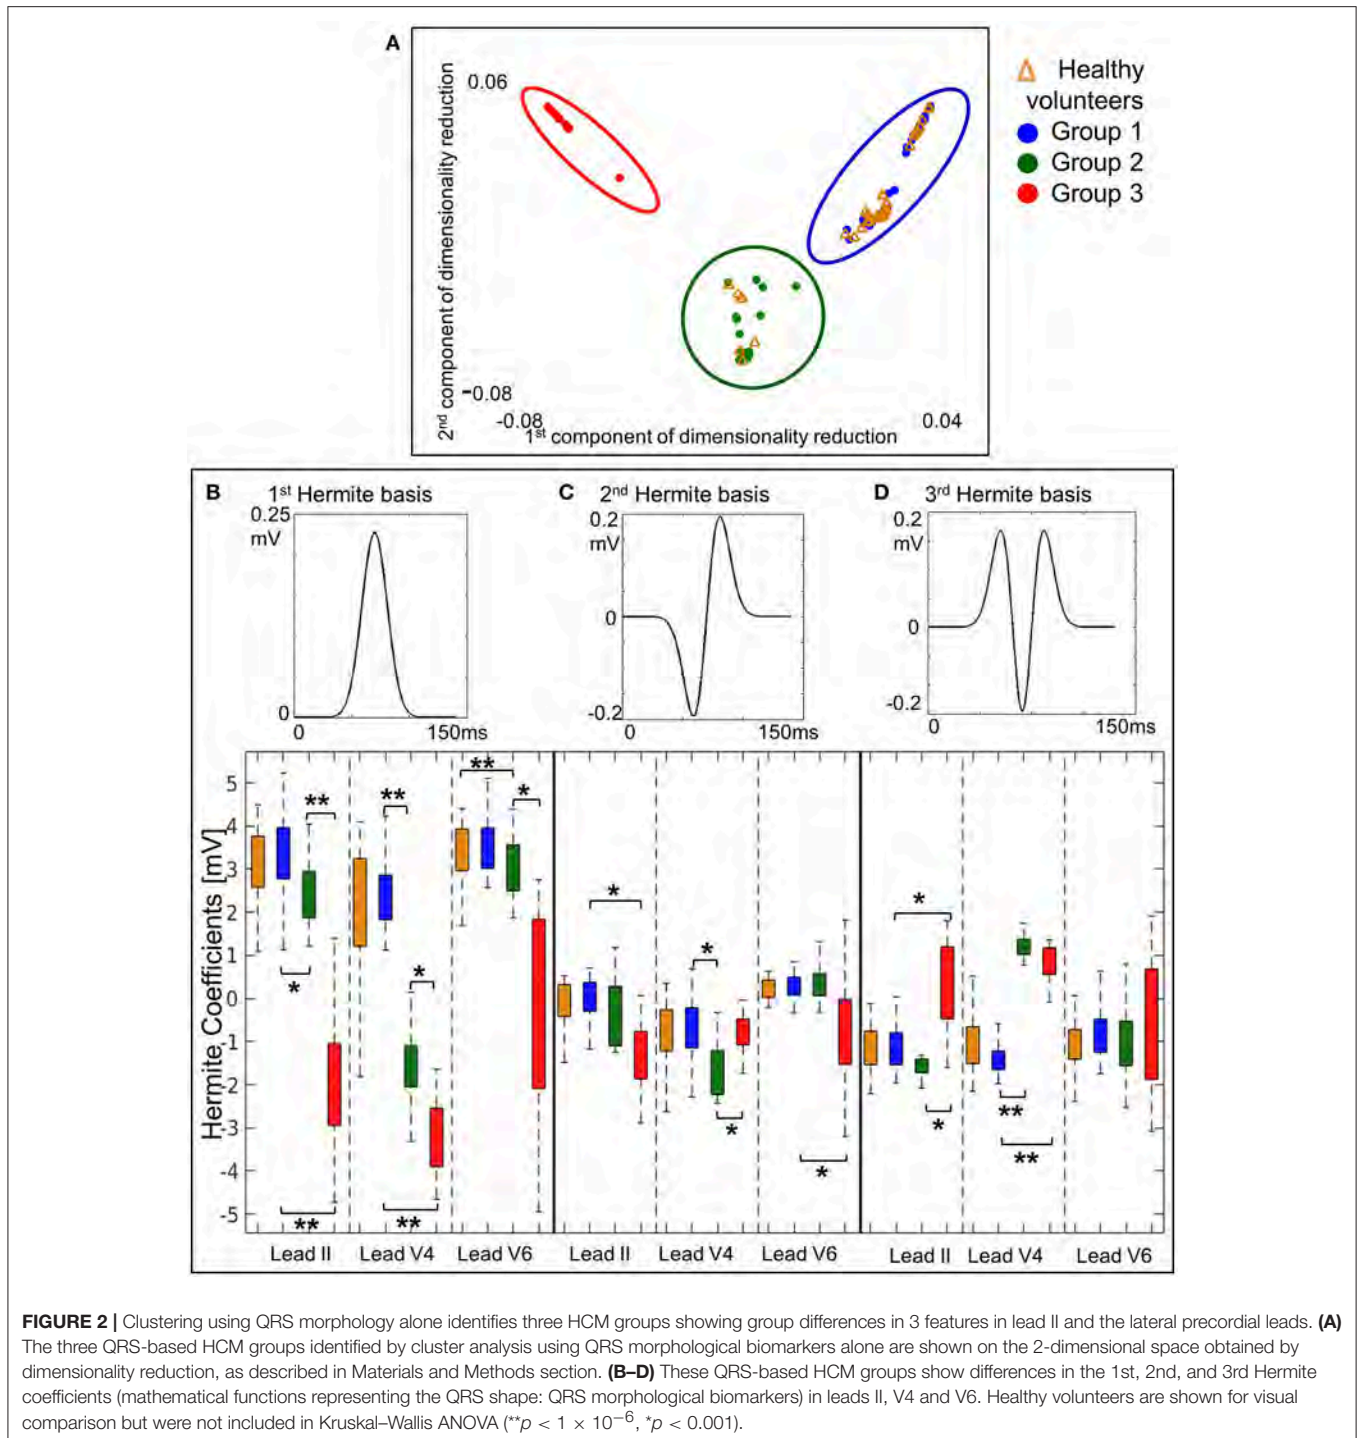 A
0.06
2nd component of dimensionality reduction
-0.08
-0.08
0.04
1st component of dimensionality reduction
Healthy
volunteers
Group 1
Group 2
Group 3
B
1st Hermite basis
0.25
mV
0
0
150ms
C
2nd Hermite basis
0.2
mV
0
-0.2
0
150ms
D
3rd Hermite basis
0.2
mV
0
-0.2
0
150ms
Hermite Coefficients [mV]
5
4
3
2
1
0
-1
-2
-3
-4
-5
** ** ** *
* *
* *
* *
* ** *
* **
** **
Lead II Lead V4 Lead V6 Lead II Lead V4 Lead V6 Lead II Lead V4 Lead V6
FIGURE 2 | Clustering using QRS morphology alone identifies three HCM groups showing group differences in 3 features in lead II and the lateral precordial leads. (A)
The three QRS-based HCM groups identified by cluster analysis using QRS morphological biomarkers alone are shown on the 2-dimensional space obtained by
dimensionality reduction, as described in Materials and Methods section. (B–D) These QRS-based HCM groups show differences in the 1st, 2nd, and 3rd Hermite
coefficients (mathematical functions representing the QRS shape: QRS morphological biomarkers) in leads II, V4 and V6. Healthy volunteers are shown for visual
comparison but were not included in Kruskal–Wallis ANOVA (**p < 1 × 10−6, *p < 0.001).